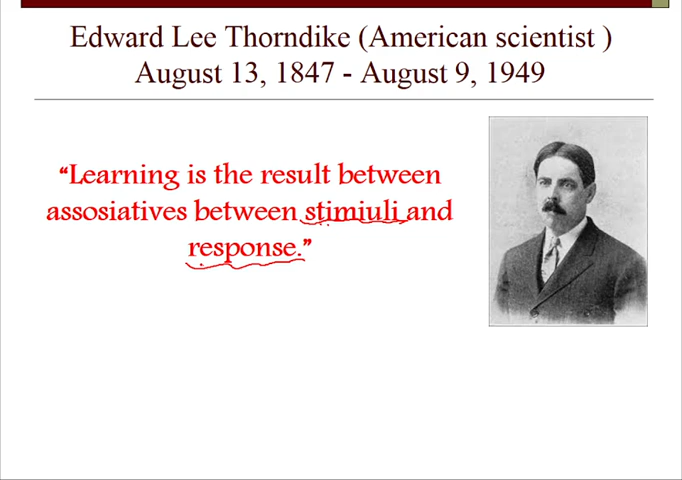 Edward Lee Thorndike (American scientist )
August 13, 1847 - August 9, 1949
“Learning is the result between
assosiatives between stimiuli and
response.”